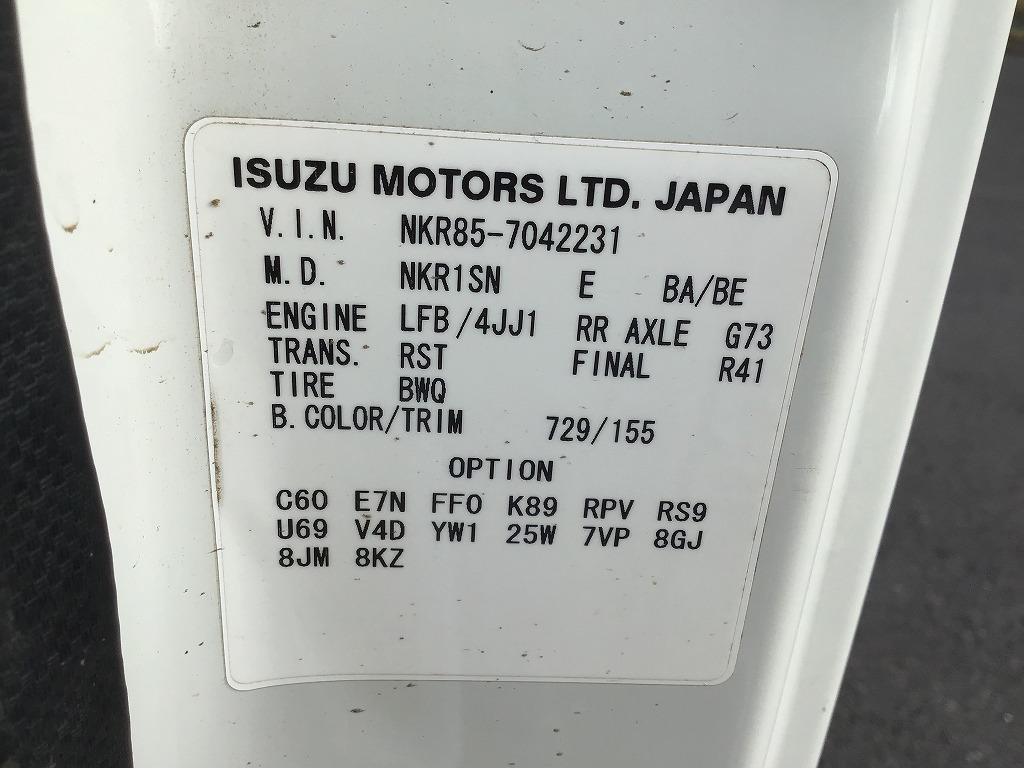 ISUZU MOTORS LTD. JAPAN
V.I.N. NKR85-7042231
M.D. NKR1SN E BA/BE
ENGINE LFB/4JJ1 RR AXLE G73
TRANS. RST FINAL R41
TIRE BWQ
B.COLOR/TRIM 729/155
OPTION
C60 E7N FF0 K89 RPV RS9
U69 V4D YW1 25W 7VP 8GJ
8JM 8KZ